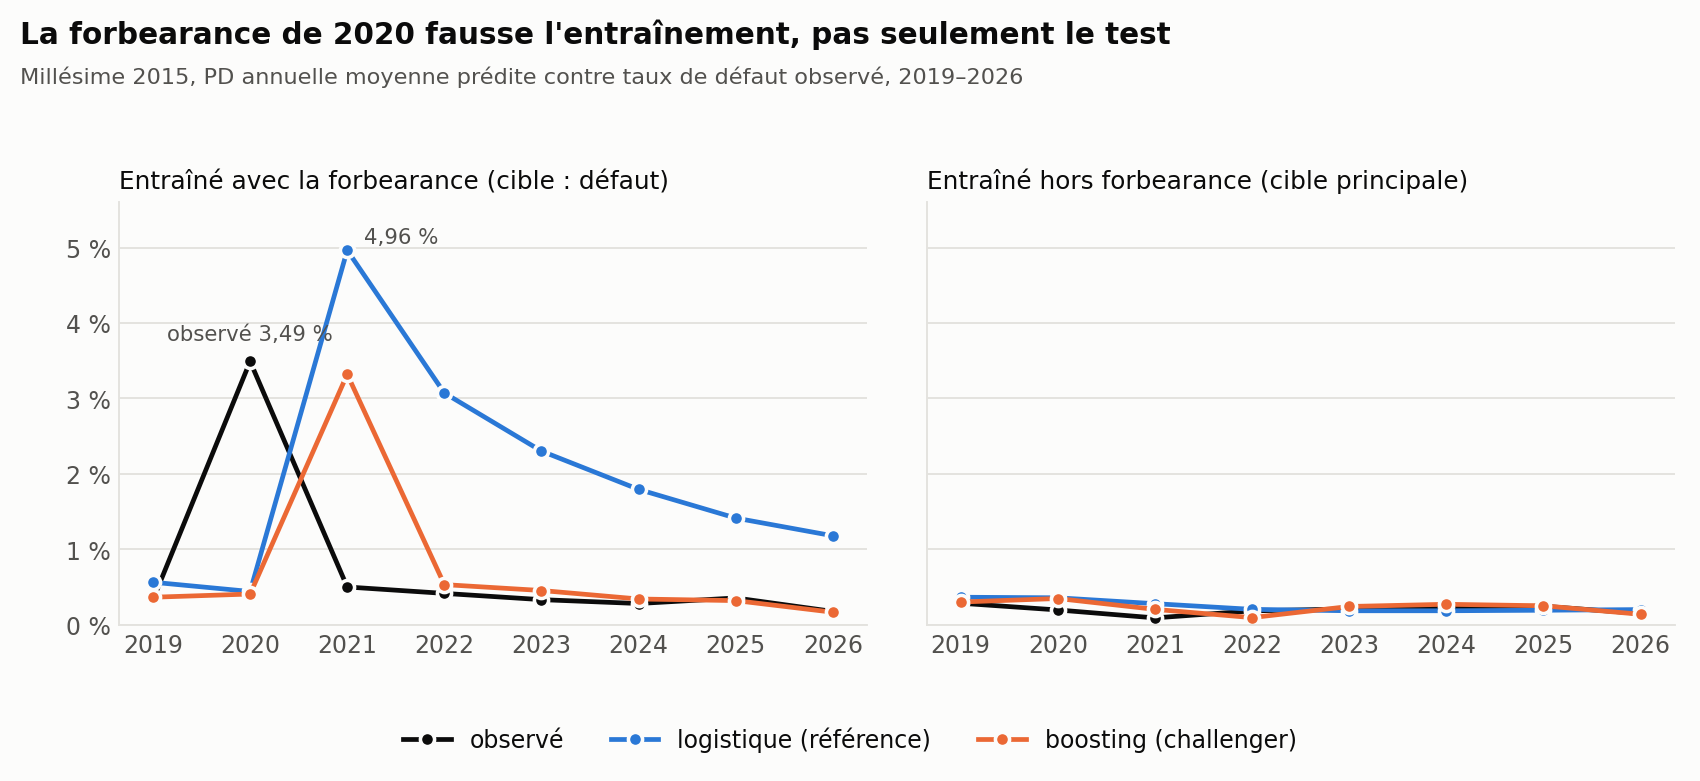 La forbearance de 2020 fausse l'entraînement, pas seulement le test
Millésime 2015, PD annuelle moyenne prédite contre taux de défaut observé, 2019–2026
Entraîné avec la forbearance (cible : défaut)
5 %
4 %
3 %
2 %
1 %
0 %
4,96 %
observé 3,49 %
2019 2020 2021 2022 2023 2024 2025 2026
Entraîné hors forbearance (cible principale)
2019 2020 2021 2022 2023 2024 2025 2026
observé logistique (référence) boosting (challenger)